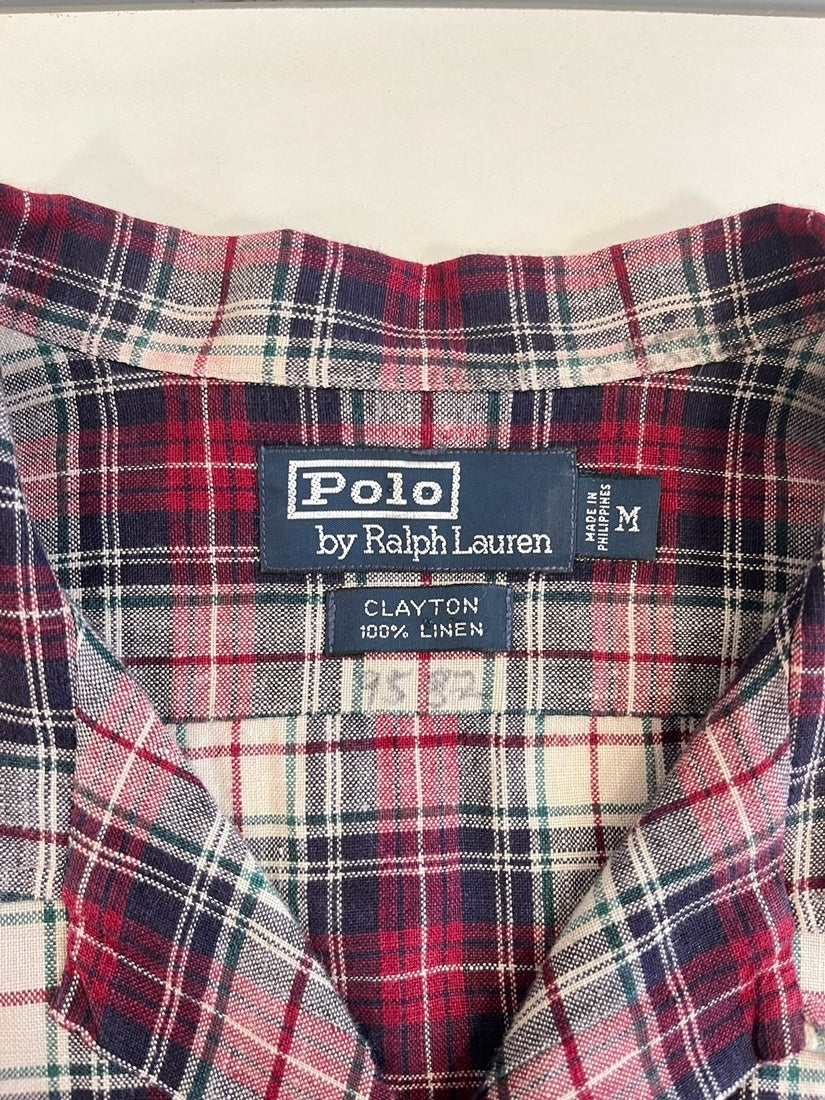 Polo
by Ralph Lauren
MADE IN
PHILIPPINES
M
CLAYTON
100% LINEN